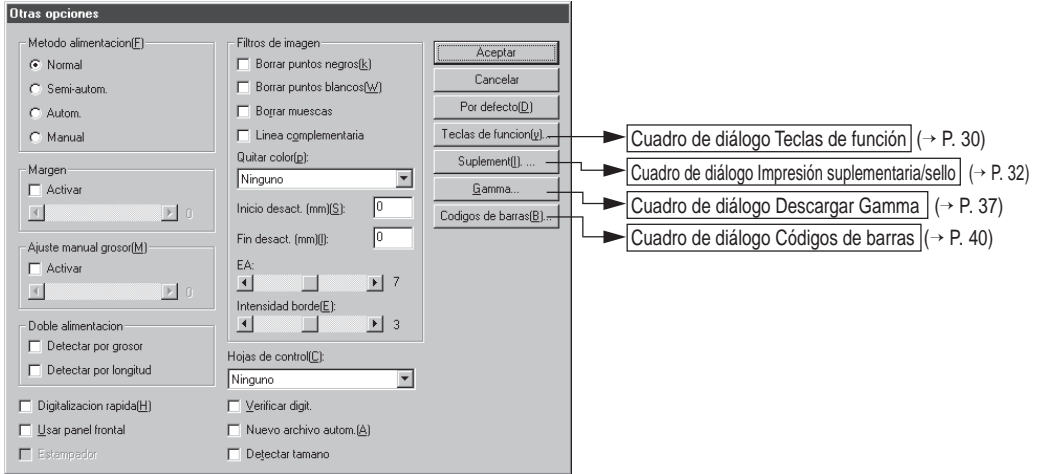 Otras opciones
Metodo alimentacion(F)
Normal
Semi-autom.
Autom.
Manual
Margen
Activar
0
Ajuste manual grosor(M)
Activar
0
Doble alimentacion
Detectar por grosor
Detectar por longitud
Digitalizacion rapida(H)
Usar panel frontal
Estampador
Filtros de imagen
Borrar puntos negros(k)
Borrar puntos blancos(W)
Borrar muescas
Linea complementaria
Quitar color(p):
Ninguno
Inicio desact. (mm)(S): 0
Fin desact. (mm)(I): 0
EA:
7
Intensidad borde(E):
3
Hojas de control(C):
Ninguno
Verificar digit.
Nuevo archivo autom.(A)
Detectar tamano
Aceptar
Cancelar
Por defecto(D)
Teclas de funcion(y)...
Suplement(l). ...
Gamma...
Codigos de barras(B)...
Cuadro de diálogo Teclas de función (→ P. 30)
Cuadro de diálogo Impresión suplementaria/sello (→ P. 32)
Cuadro de diálogo Descargar Gamma (→ P. 37)
Cuadro de diálogo Códigos de barras (→ P. 40)